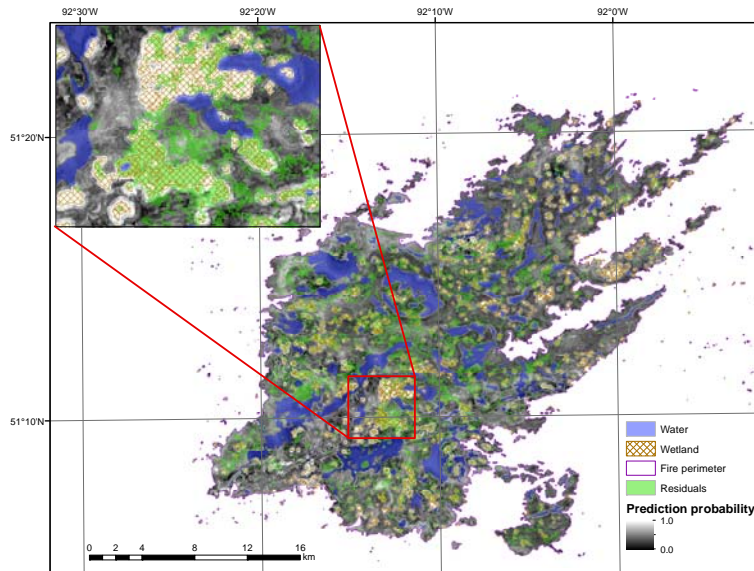 92°30'W 92°20'W 92°10'W 92°0'W
51°20'N
51°10'N
Water
Wetland
Fire perimeter
Residuals
Prediction probability
1.0
0.0
0 2 4 8 12 16
km